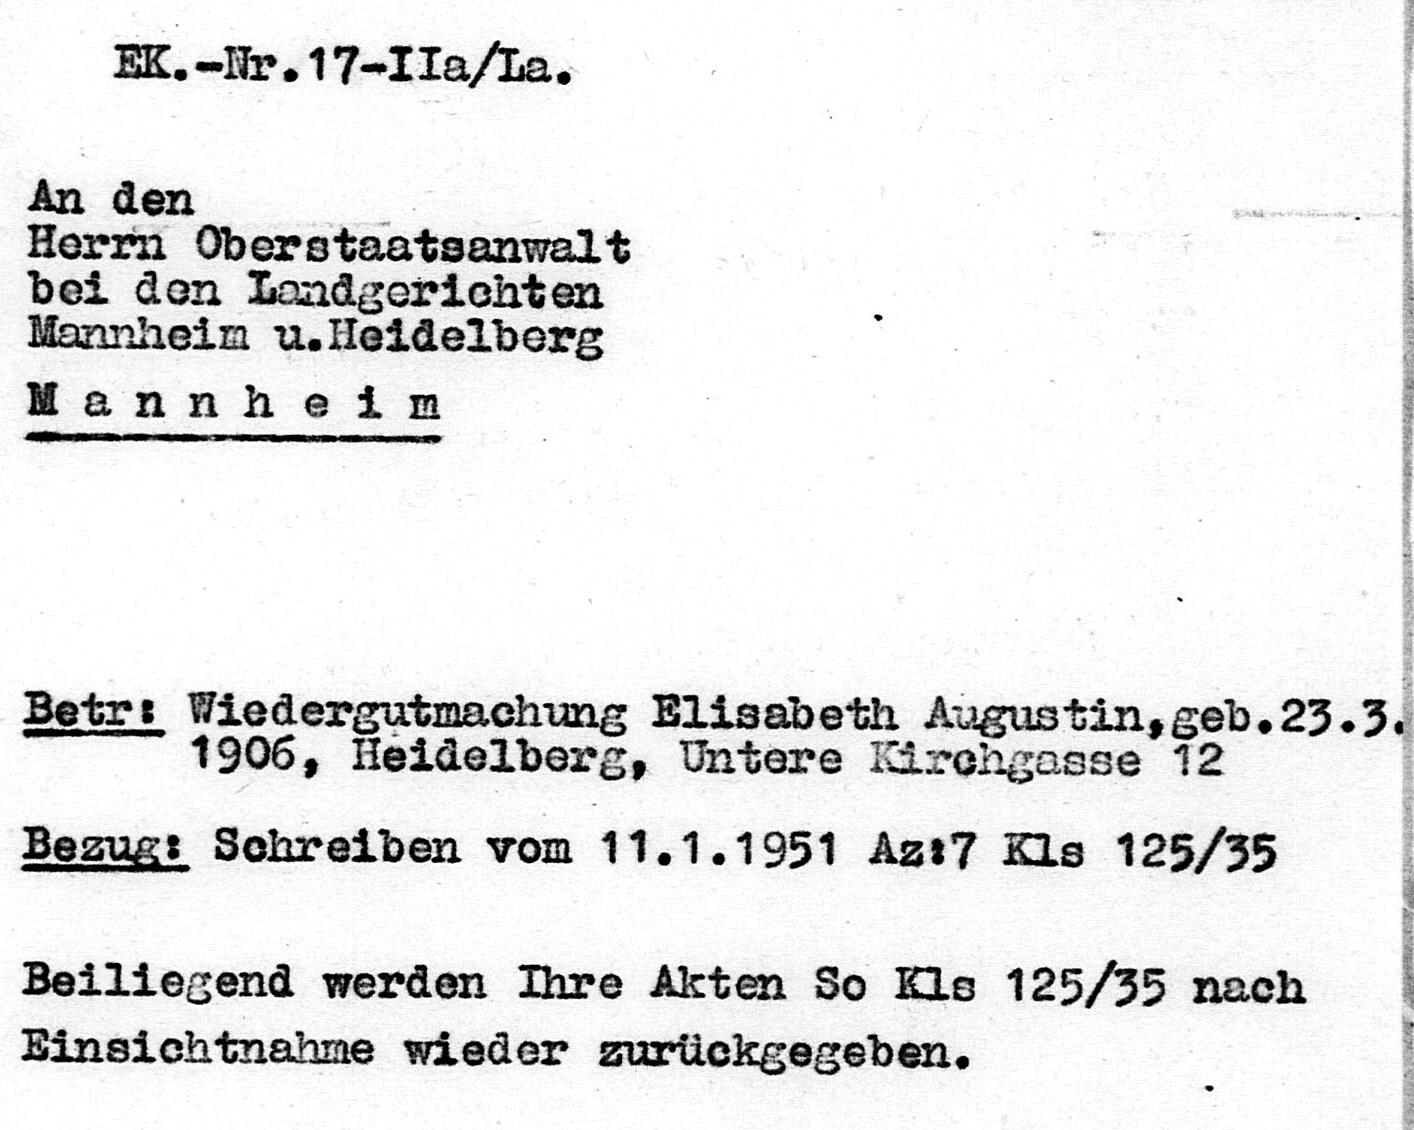 EK.-Nr.17-IIa/La.
An den
Herrn Oberstaatsanwalt
bei den Landgerichten
Mannheim u.Heidelberg
M a n n h e i m
Betr: Wiedergutmachung Elisabeth Augustin,geb.23.3.
1906, Heidelberg, Untere Kirchgasse 12
Bezug: Schreiben vom 11.1.1951 Az:7 Kls 125/35
Beiliegend werden Ihre Akten So Kls 125/35 nach
Einsichtnahme wieder zurückgegeben.